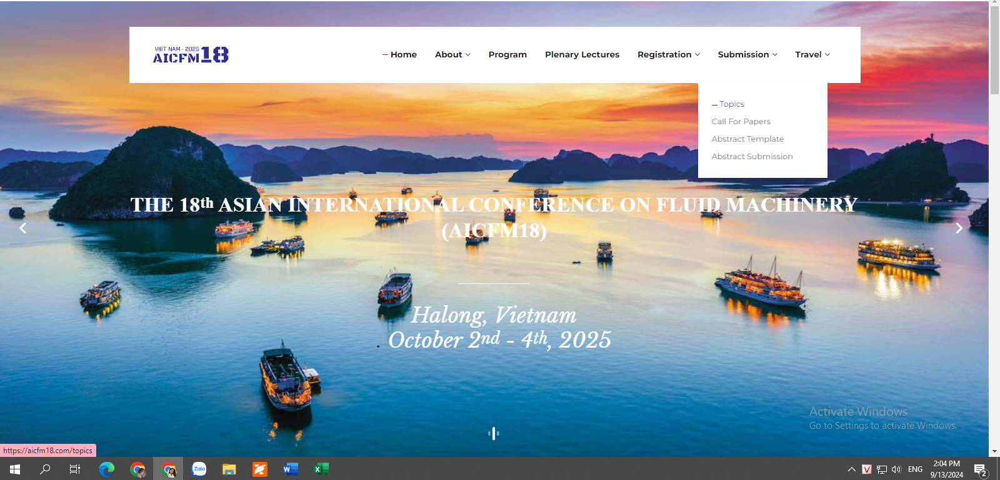 VIET NAM · 2025
AICFM18
Home About Program Plenary Lectures Registration Submission Travel
Topics
Call For Papers
Abstract Template
Abstract Submission
THE 18th ASIAN INTERNATIONAL CONFERENCE ON FLUID MACHINERY
(AICFM18)
Halong, Vietnam
October 2nd - 4th, 2025
Activate Windows
Go to Settings to activate Windows.
https://aicfm18.com/topics
Zalo
ENG
2:04 PM
9/13/2024
2